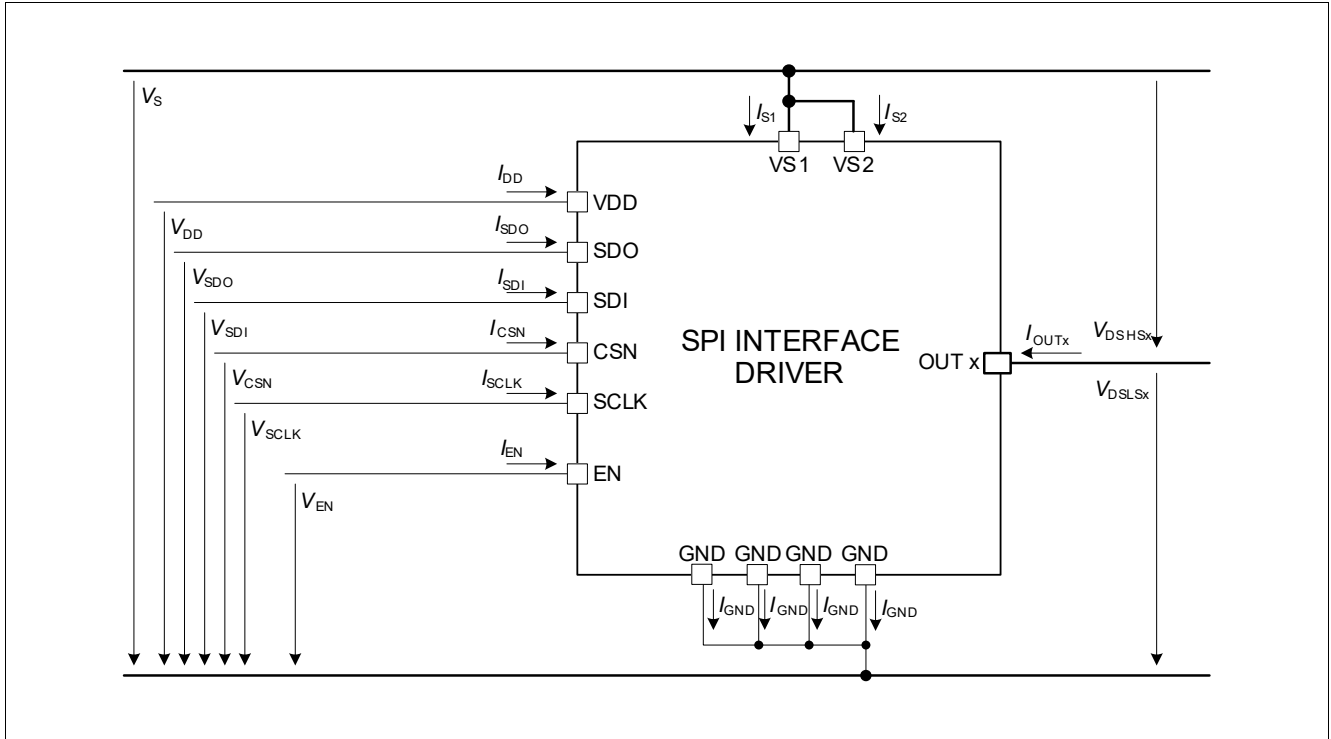 VS
IS1
IS2
VS1
VS2
IDD
VDD
VDD
ISDO
SDO
VSDO
ISDI
SDI
VSDI
ICSN
CSN
VCSN
ISCLK
SCLK
VSCLK
IEN
EN
VEN
SPI INTERFACE
DRIVER
OUT x
IOUTx
VDSHSx
VDSLSx
GND GND GND GND
IGND IGND IGND IGND